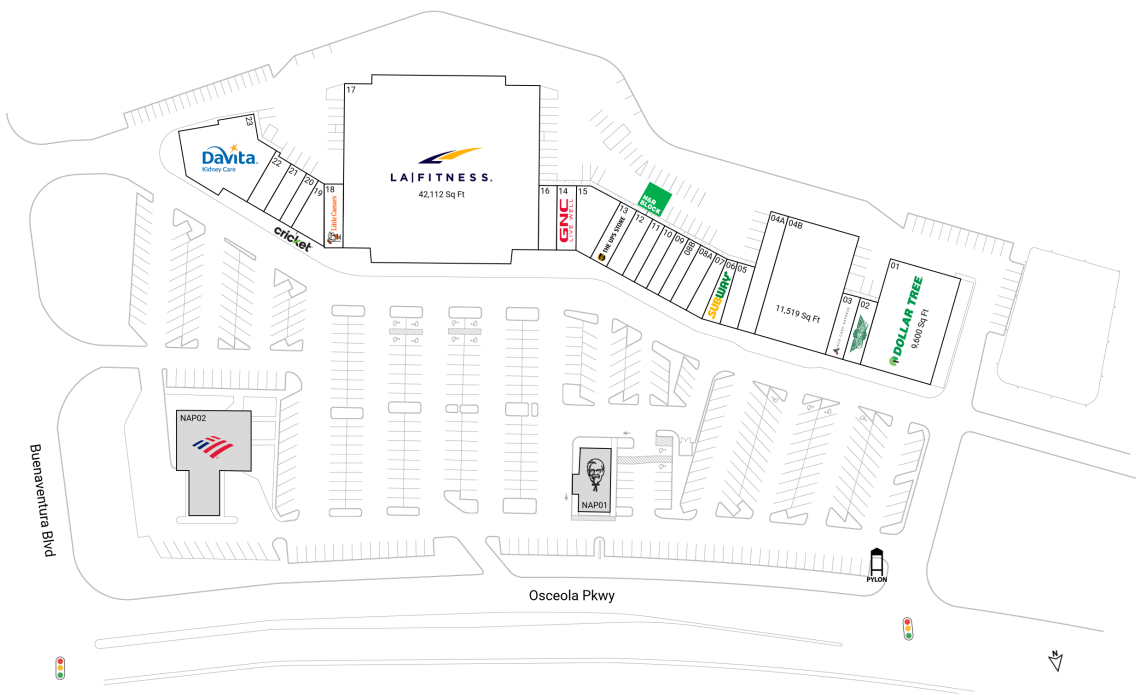 17
23
DaVita.
Kidney Care
22
21
20
19
18
Little Caesars
cricket
LA|FITNESS.
42,112 Sq Ft
16
14
15
GNC
LIVE WELL
H&R
BLOCK
13
THE UPS STORE
12
11
10
09
08B
08A
07
SUBWAY
06
05
04A
04B
11,519 Sq Ft
03
02
01
DOLLAR TREE
9,600 Sq Ft
NAP02
NAP01
Buenaventura Blvd
PYLON
Osceola Pkwy
N